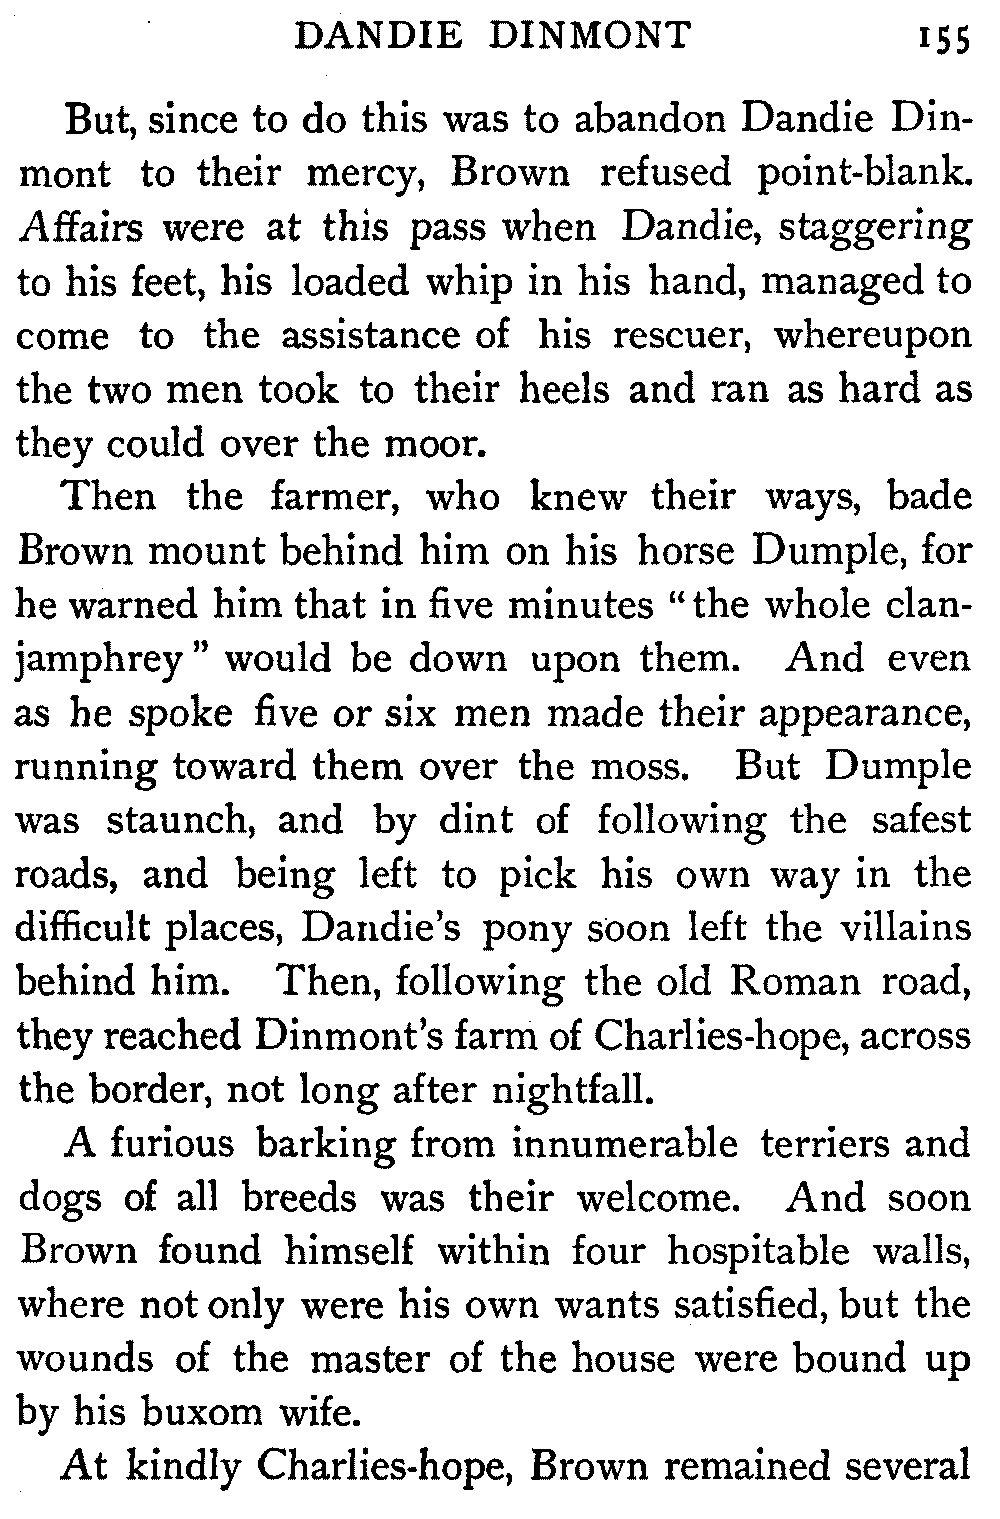 DANDIE DINMONT 155
But, since to do this was to abandon Dandie Din-
mont to their mercy, Brown refused point-blank.
Affairs were at this pass when Dandie, staggering
to his feet, his loaded whip in his hand, managed to
come to the assistance of his rescuer, whereupon
the two men took to their heels and ran as hard as
they could over the moor.
Then the farmer, who knew their ways, bade
Brown mount behind him on his horse Dumple, for
he warned him that in five minutes “the whole clan-
jamphrey” would be down upon them. And even
as he spoke five or six men made their appearance,
running toward them over the moss. But Dumple
was staunch, and by dint of following the safest
roads, and being left to pick his own way in the
difficult places, Dandie's pony soon left the villains
behind him. Then, following the old Roman road,
they reached Dinmont's farm of Charlies-hope, across
the border, not long after nightfall.
A furious barking from innumerable terriers and
dogs of all breeds was their welcome. And soon
Brown found himself within four hospitable walls,
where not only were his own wants satisfied, but the
wounds of the master of the house were bound up
by his buxom wife.
At kindly Charlies-hope, Brown remained several